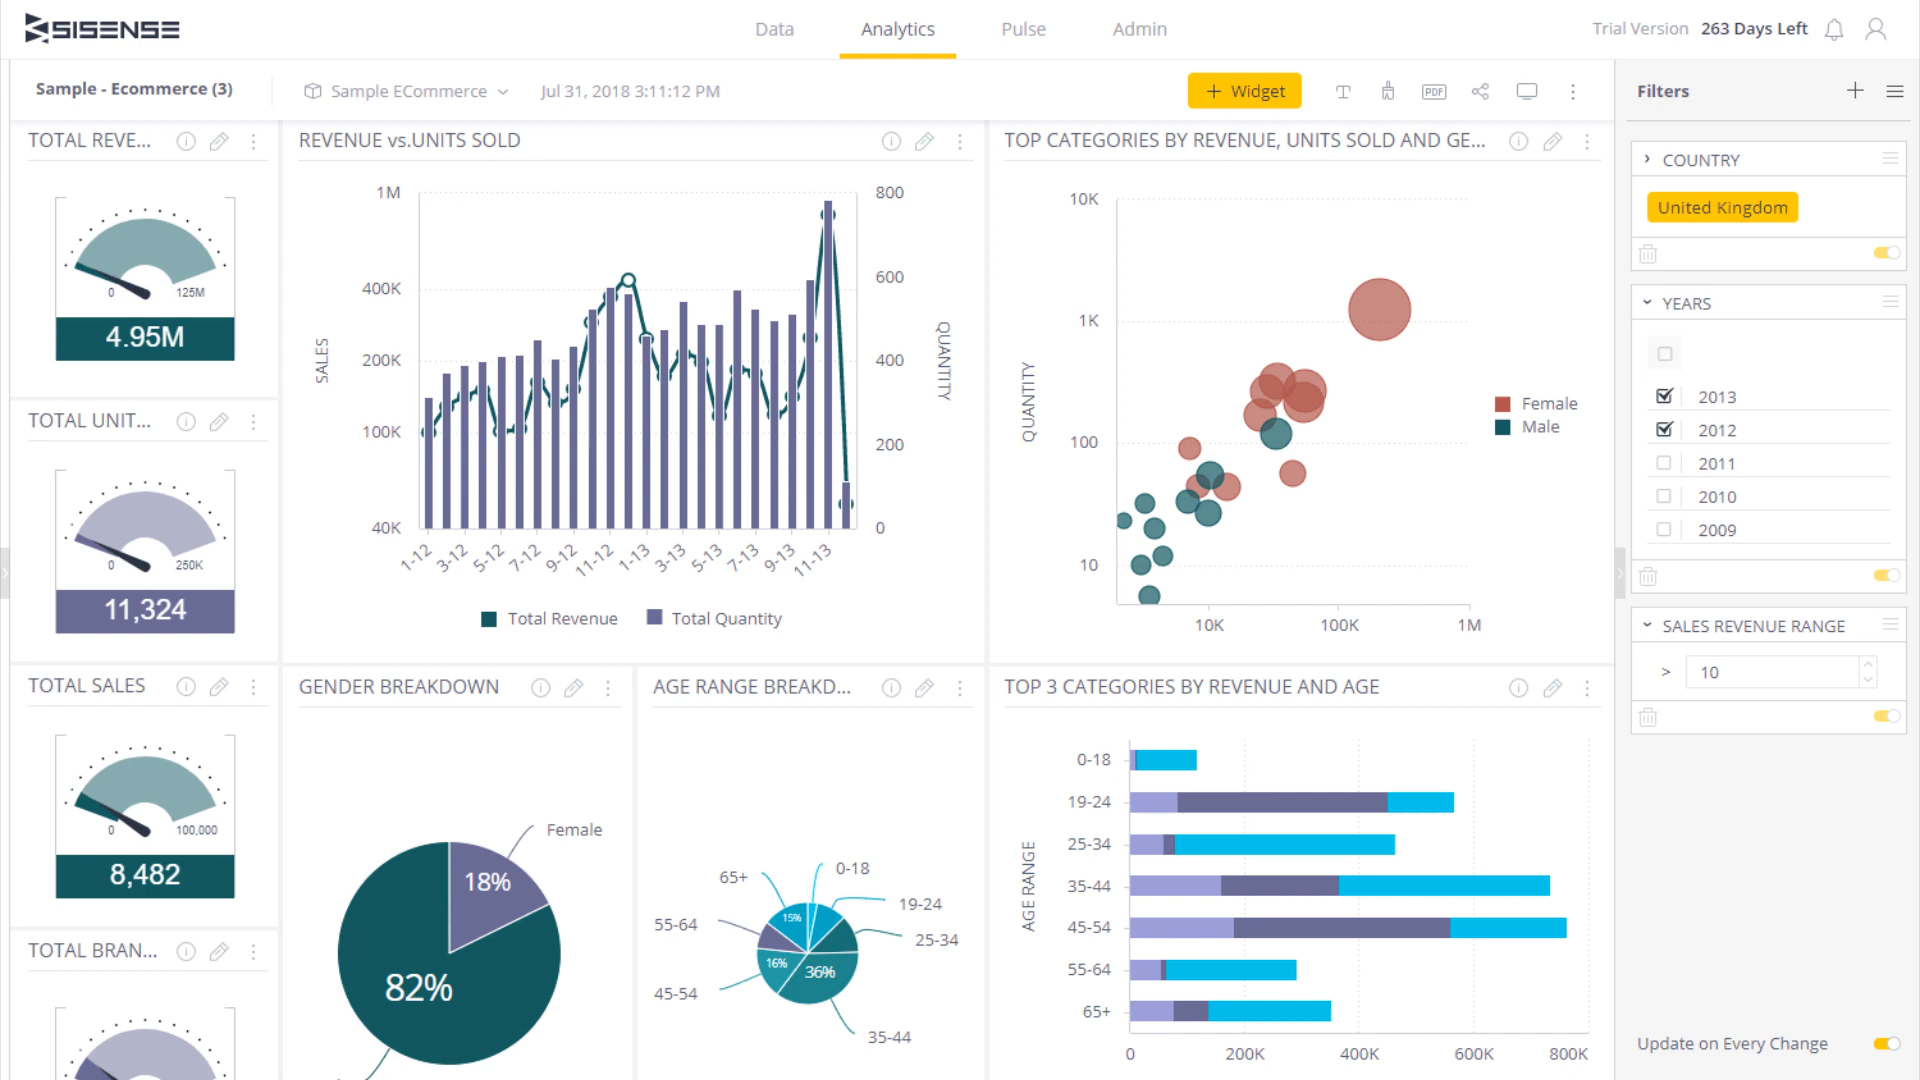 SISENSE
Data
Analytics
Pulse
Admin
Trial Version 263 Days Left
Sample - Ecommerce (3)
Sample ECommerce
Jul 31, 2018 3:11:12 PM
+ Widget
PDF
Filters
TOTAL REVE...
0
125M
4.95M
TOTAL UNIT...
0
250K
11,324
TOTAL SALES
0
100,000
8,482
TOTAL BRAN...
REVENUE vs.UNITS SOLD
1M
400K
200K
100K
40K
SALES
800
600
400
200
0
QUANTITY
1-12
3-12
5-12
7-12
9-12
11-12
1-13
3-13
5-13
7-13
9-13
11-13
Total Revenue
Total Quantity
TOP CATEGORIES BY REVENUE, UNITS SOLD AND GE...
10K
1K
100
10
QUANTITY
10K
100K
1M
Female
Male
GENDER BREAKDOWN
Female
18%
82%
AGE RANGE BREAKD...
0-18
19-24
25-34
35-44
45-54
55-64
65+
15%
16%
36%
TOP 3 CATEGORIES BY REVENUE AND AGE
AGE RANGE
0-18
19-24
25-34
35-44
45-54
55-64
65+
0
200K
400K
600K
800K
COUNTRY
United Kingdom
YEARS
2013
2012
2011
2010
2009
SALES REVENUE RANGE
> 10
Update on Every Change